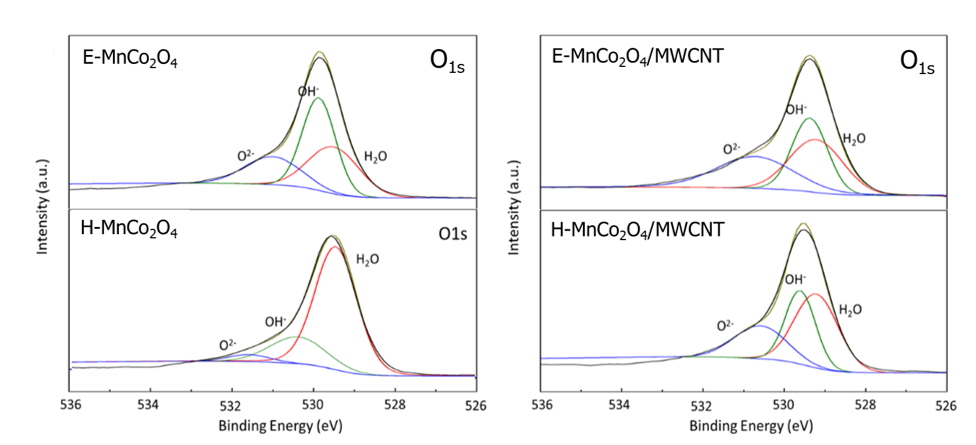 E-MnCo₂O₄
O₁ₛ
OH⁻
O²⁻
H₂O
H-MnCo₂O₄
O1s
H₂O
OH⁻
O²⁻
Intensity (a.u.)
536 534 532 530 528 526
Binding Energy (eV)
E-MnCo₂O₄/MWCNT
O₁ₛ
OH⁻
O²⁻
H₂O
H-MnCo₂O₄/MWCNT
OH⁻
O²⁻
H₂O
Intensity (a.u.)
536 534 532 530 528 526
Binding Energy (eV)